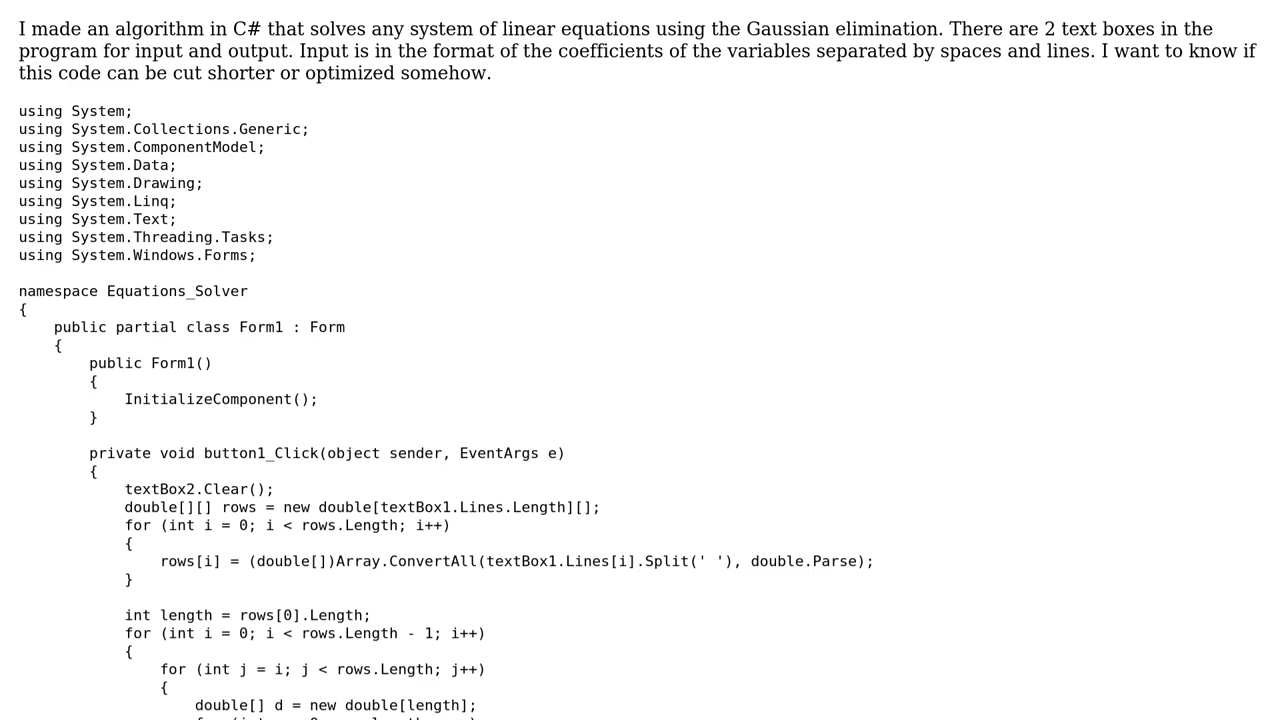 I made an algorithm in C# that solves any system of linear equations using the Gaussian elimination. There are 2 text boxes in the
program for input and output. Input is in the format of the coefficients of the variables separated by spaces and lines. I want to know if
this code can be cut shorter or optimized somehow.
using System;
using System.Collections.Generic;
using System.ComponentModel;
using System.Data;
using System.Drawing;
using System.Linq;
using System.Text;
using System.Threading.Tasks;
using System.Windows.Forms;
namespace Equations_Solver
{
    public partial class Form1 : Form
    {
        public Form1()
        {
            InitializeComponent();
        }
        private void button1_Click(object sender, EventArgs e)
        {
            textBox2.Clear();
            double[][] rows = new double[textBox1.Lines.Length][];
            for (int i = 0; i < rows.Length; i++)
            {
                rows[i] = (double[])Array.ConvertAll(textBox1.Lines[i].Split(' '), double.Parse);
            }
            int length = rows[0].Length;
            for (int i = 0; i < rows.Length - 1; i++)
            {
                for (int j = i; j < rows.Length; j++)
                {
                    double[] d = new double[length];